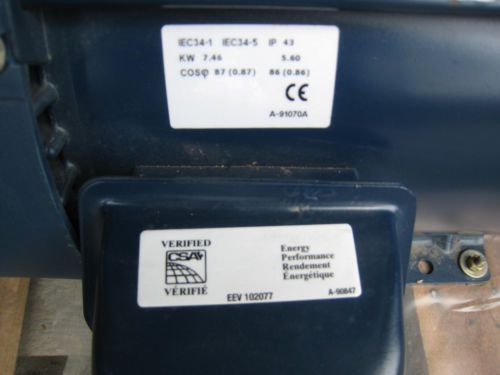 IEC34-1 IEC34-5 IP 43
KW 7.46 5.60
COSφ 87 (0.87) 86 (0.86)
CE
A-91070A
VERIFIED
CSA
VÉRIFIÉ
Energy
Performance
Rendement
Énergétique
EEV 102077
A-90847